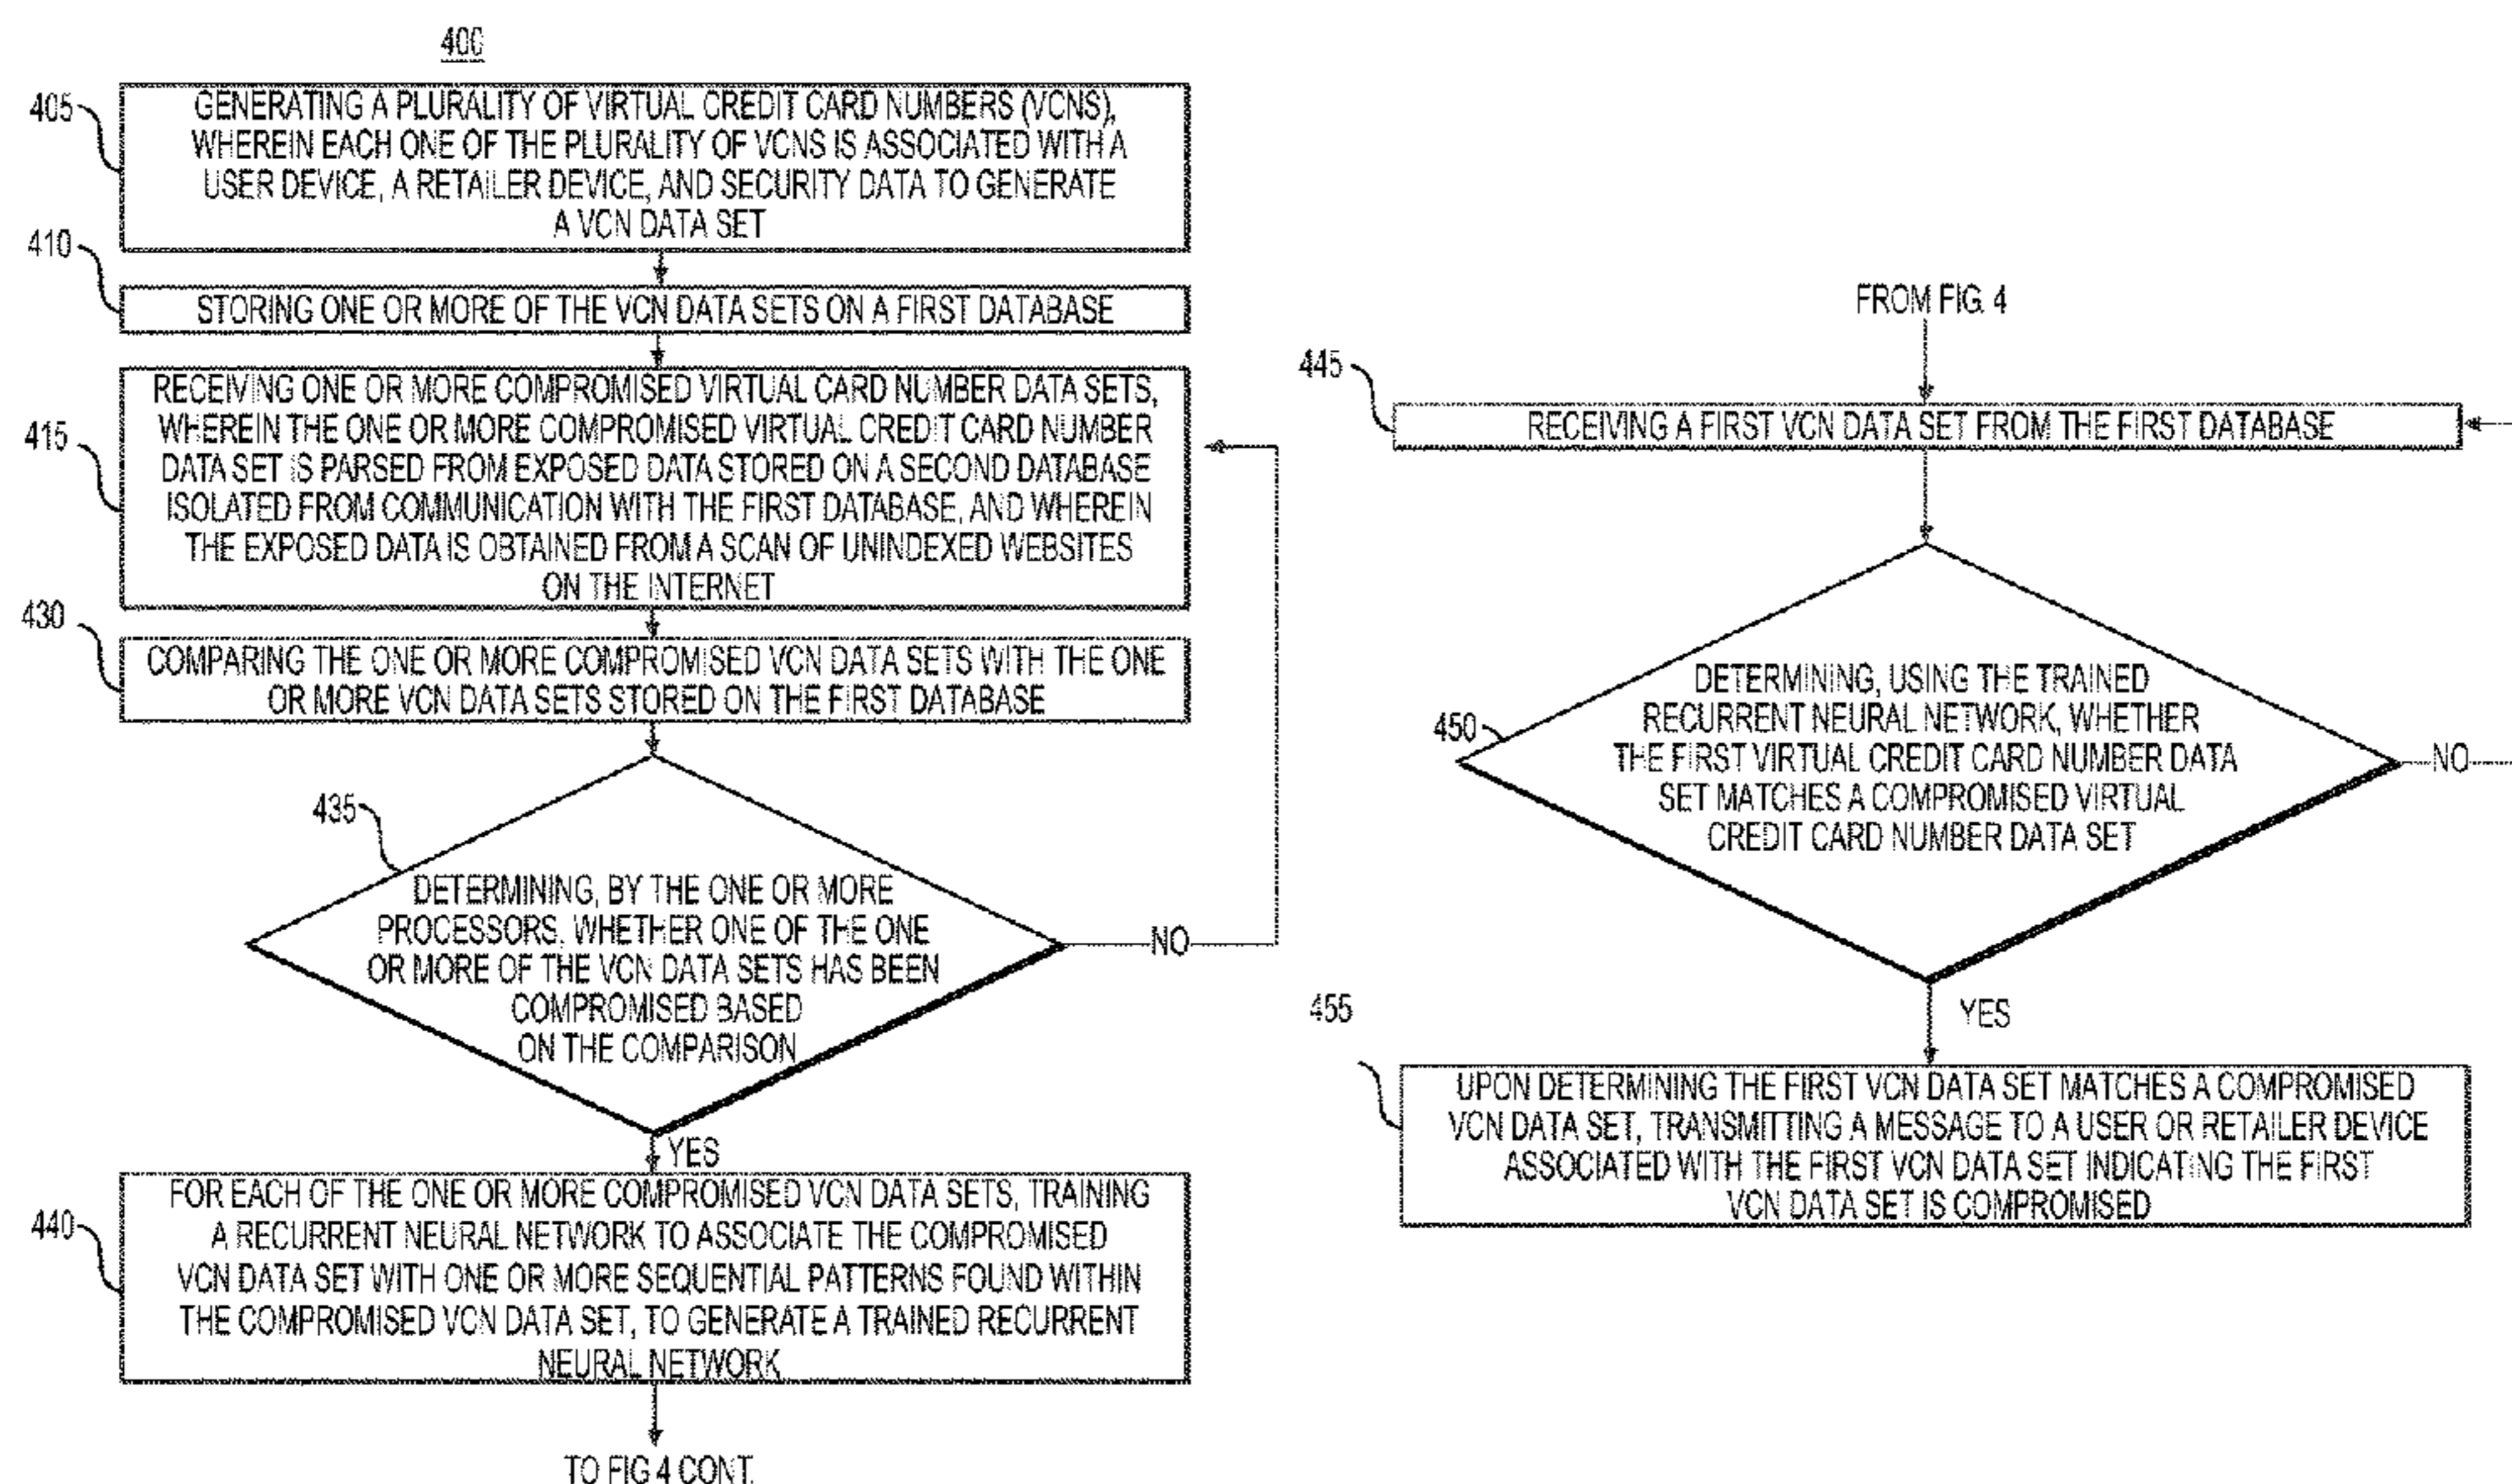 400
405
GENERATING A PLURALITY OF VIRTUAL CREDIT CARD NUMBERS (VCNS),
WHEREIN EACH ONE OF THE PLURALITY OF VCNS IS ASSOCIATED WITH A
USER DEVICE, A RETAILER DEVICE, AND SECURITY DATA TO GENERATE
A VCN DATA SET
410
STORING ONE OR MORE OF THE VCN DATA SETS ON A FIRST DATABASE
415
RECEIVING ONE OR MORE COMPROMISED VIRTUAL CARD NUMBER DATA SETS,
WHEREIN THE ONE OR MORE COMPROMISED VIRTUAL CREDIT CARD NUMBER
DATA SET IS PARSED FROM EXPOSED DATA STORED ON A SECOND DATABASE
ISOLATED FROM COMMUNICATION WITH THE FIRST DATABASE, AND WHEREIN
THE EXPOSED DATA IS OBTAINED FROM A SCAN OF UNINDEXED WEBSITES
ON THE INTERNET
430
COMPARING THE ONE OR MORE COMPROMISED VCN DATA SETS WITH THE ONE
OR MORE VCN DATA SETS STORED ON THE FIRST DATABASE
435
DETERMINING, BY THE ONE OR MORE
PROCESSORS, WHETHER ONE OF THE ONE
OR MORE OF THE VCN DATA SETS HAS BEEN
COMPROMISED BASED
ON THE COMPARISON
NO
YES
440
FOR EACH OF THE ONE OR MORE COMPROMISED VCN DATA SETS, TRAINING
A RECURRENT NEURAL NETWORK TO ASSOCIATE THE COMPROMISED
VCN DATA SET WITH ONE OR MORE SEQUENTIAL PATTERNS FOUND WITHIN
THE COMPROMISED VCN DATA SET, TO GENERATE A TRAINED RECURRENT
NEURAL NETWORK
TO FIG 4 CONT.
FROM FIG. 4
445
RECEIVING A FIRST VCN DATA SET FROM THE FIRST DATABASE
450
DETERMINING, USING THE TRAINED
RECURRENT NEURAL NETWORK, WHETHER
THE FIRST VIRTUAL CREDIT CARD NUMBER DATA
SET MATCHES A COMPROMISED VIRTUAL
CREDIT CARD NUMBER DATA SET
NO
YES
455
UPON DETERMINING THE FIRST VCN DATA SET MATCHES A COMPROMISED
VCN DATA SET, TRANSMITTING A MESSAGE TO A USER OR RETAILER DEVICE
ASSOCIATED WITH THE FIRST VCN DATA SET INDICATING THE FIRST
VCN DATA SET IS COMPROMISED